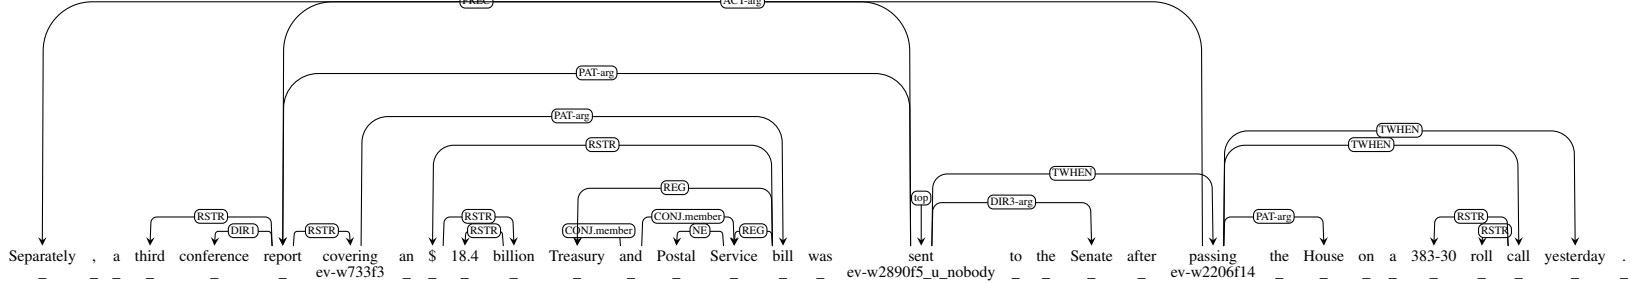 PREC ACT-arg
PAT-arg
PAT-arg
TWHEN
RSTR TWHEN
TWHEN
REG
top DIR3-arg
RSTR RSTR CONJ.member PAT-arg RSTR
DIR1 RSTR CONJ.member NE REG RSTR
Separately , a third conference report covering an $ 18.4 billion Treasury and Postal Service bill was sent to the Senate after passing the House on a 383-30 roll call yesterday .
_ _ _ _ _ _ ev-w733f3 _ _ _ _ _ _ _ _ _ _ ev-w2890f5_u_nobody _ _ _ _ ev-w2206f14 _ _ _ _ _ _ _ _ _